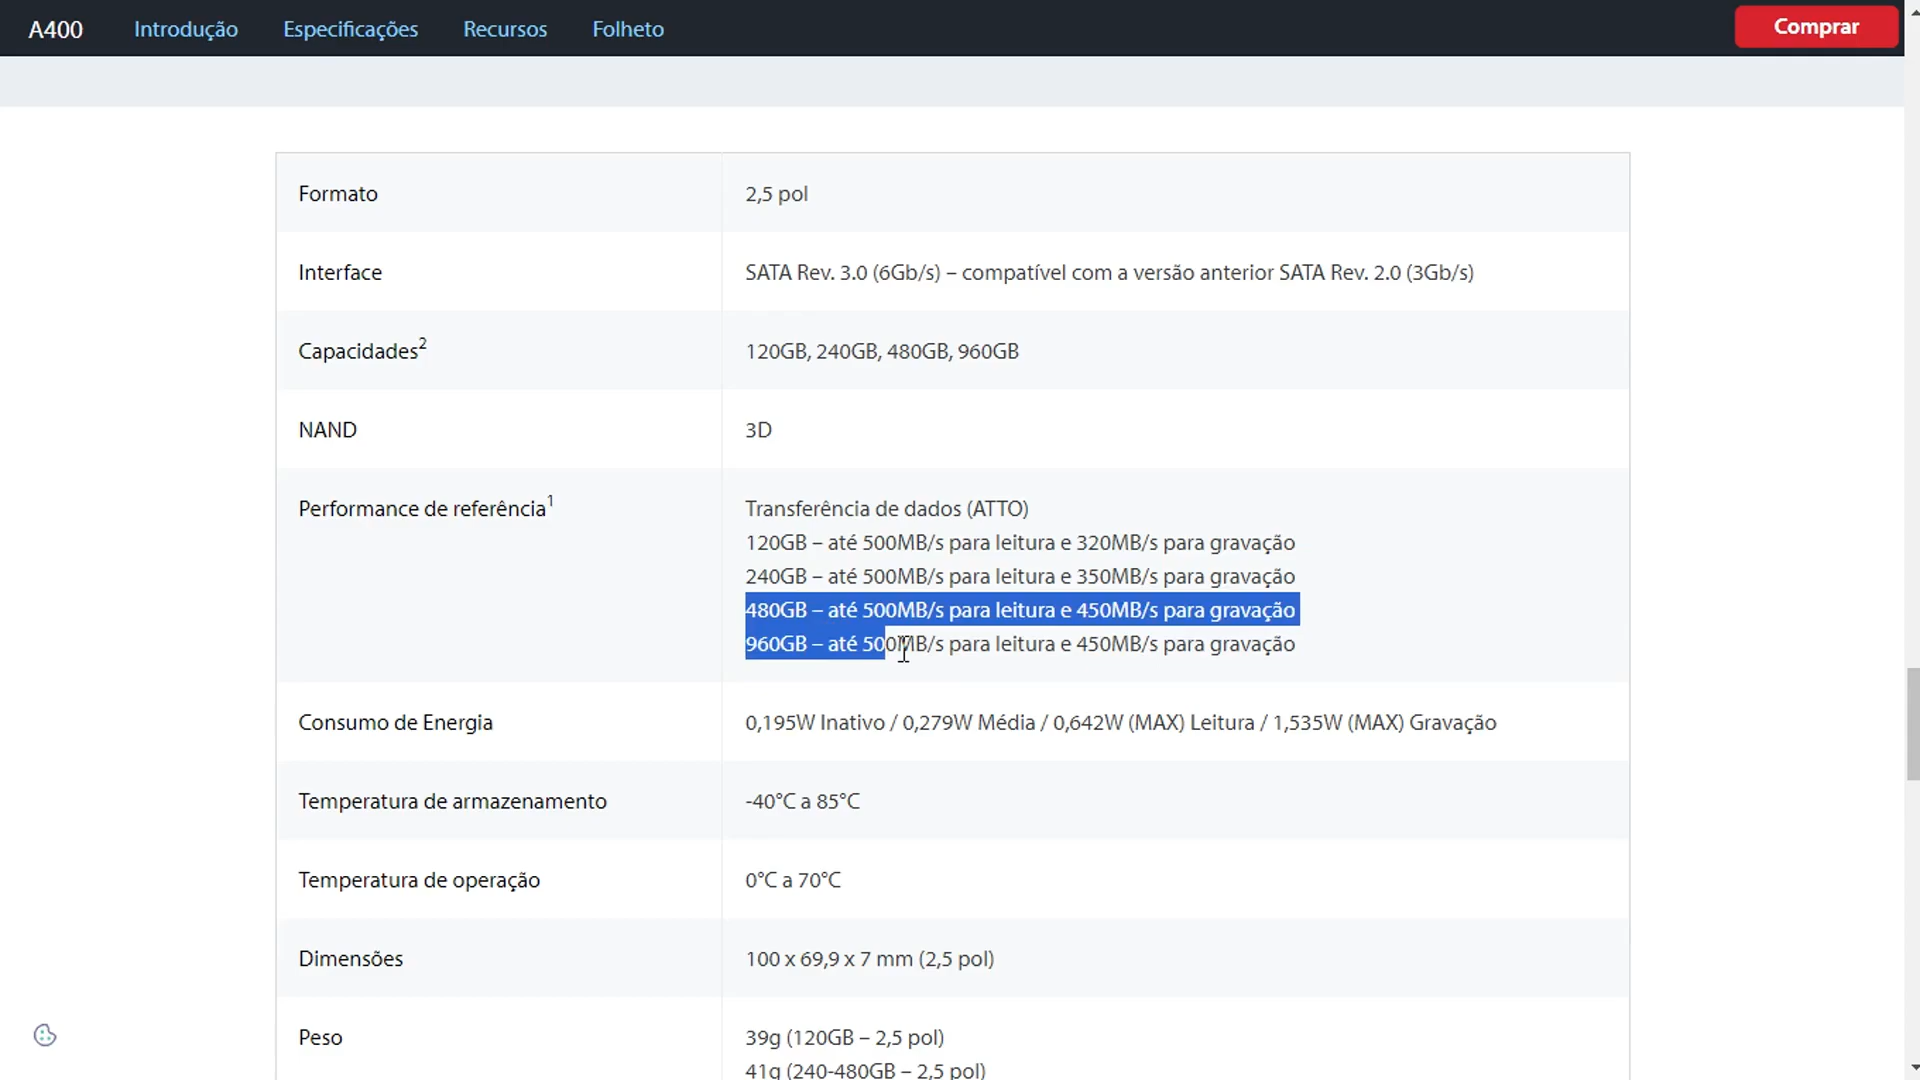 A400 Introdução Especificações Recursos Folheto Comprar
Formato 2,5 pol
Interface SATA Rev. 3.0 (6Gb/s) – compatível com a versão anterior SATA Rev. 2.0 (3Gb/s)
Capacidades2 120GB, 240GB, 480GB, 960GB
NAND 3D
Performance de referência1 Transferência de dados (ATTO)
120GB – até 500MB/s para leitura e 320MB/s para gravação
240GB – até 500MB/s para leitura e 350MB/s para gravação
480GB – até 500MB/s para leitura e 450MB/s para gravação
960GB – até 500MB/s para leitura e 450MB/s para gravação
Consumo de Energia 0,195W Inativo / 0,279W Média / 0,642W (MAX) Leitura / 1,535W (MAX) Gravação
Temperatura de armazenamento -40°C a 85°C
Temperatura de operação 0°C a 70°C
Dimensões 100 x 69,9 x 7 mm (2,5 pol)
Peso 39g (120GB – 2,5 pol)
41g (240-480GB – 2,5 pol)